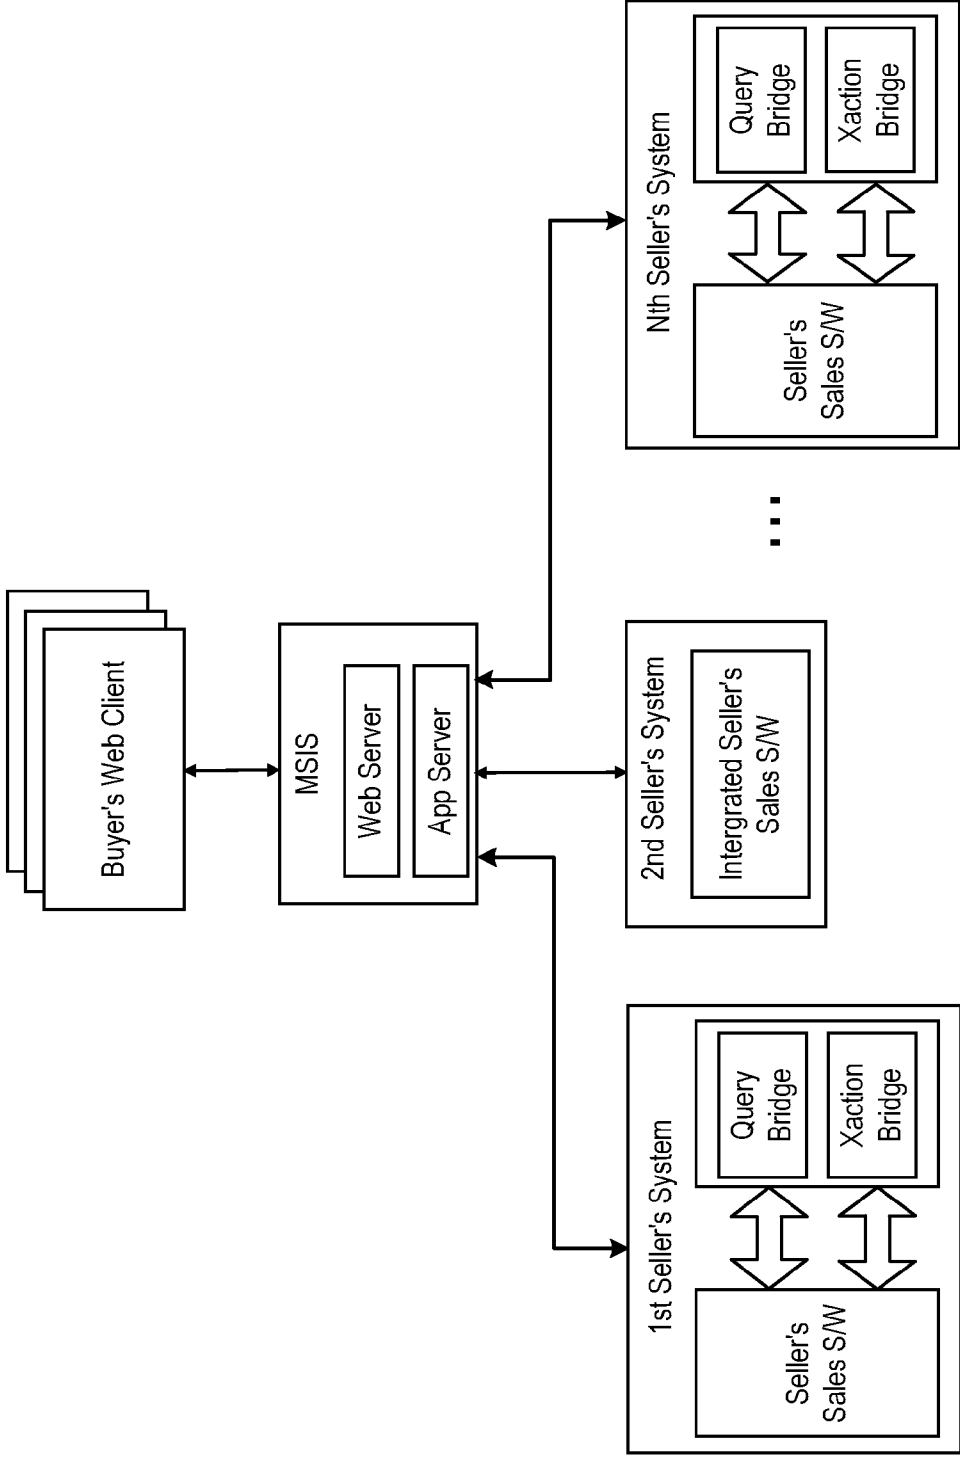 Buyer's Web Client
MSIS
Web Server
App Server
1st Seller's System
Seller's
Sales S/W
Query
Bridge
Xaction
Bridge
2nd Seller's System
Intergrated Seller's
Sales S/W
...
Nth Seller's System
Seller's
Sales S/W
Query
Bridge
Xaction
Bridge